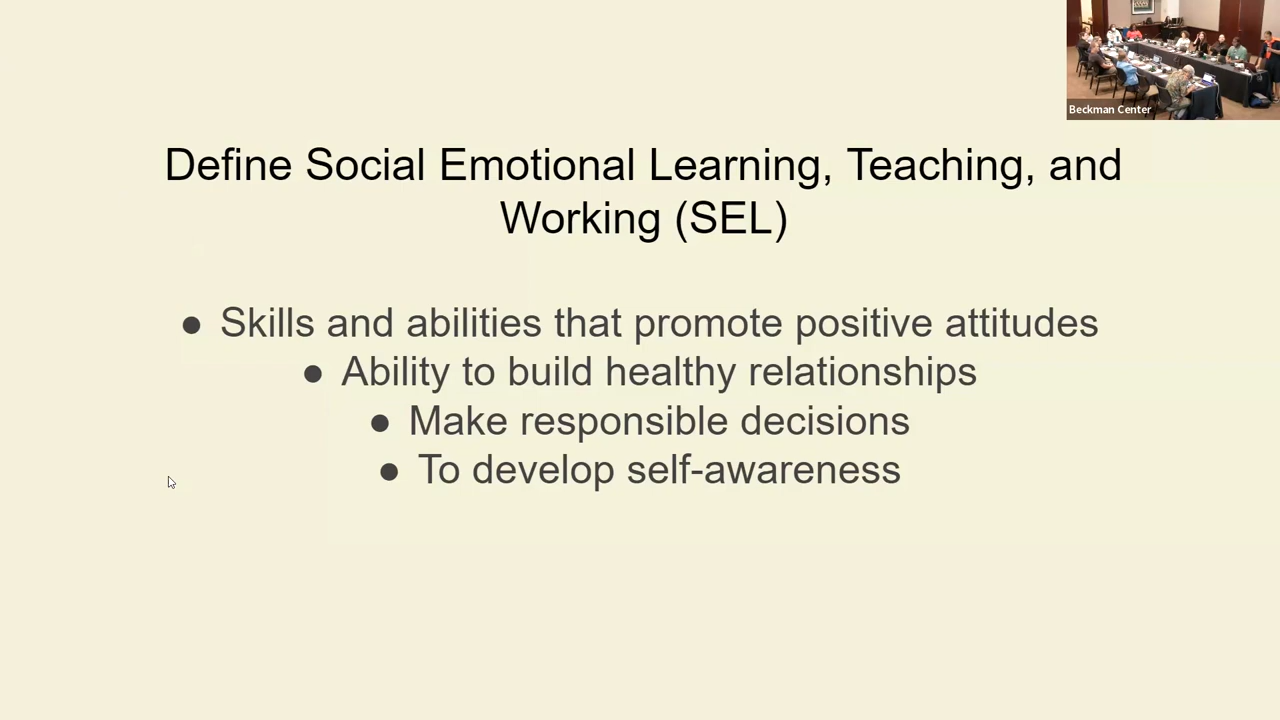 Beckman Center
Define Social Emotional Learning, Teaching, and
Working (SEL)
● Skills and abilities that promote positive attitudes
● Ability to build healthy relationships
● Make responsible decisions
● To develop self-awareness